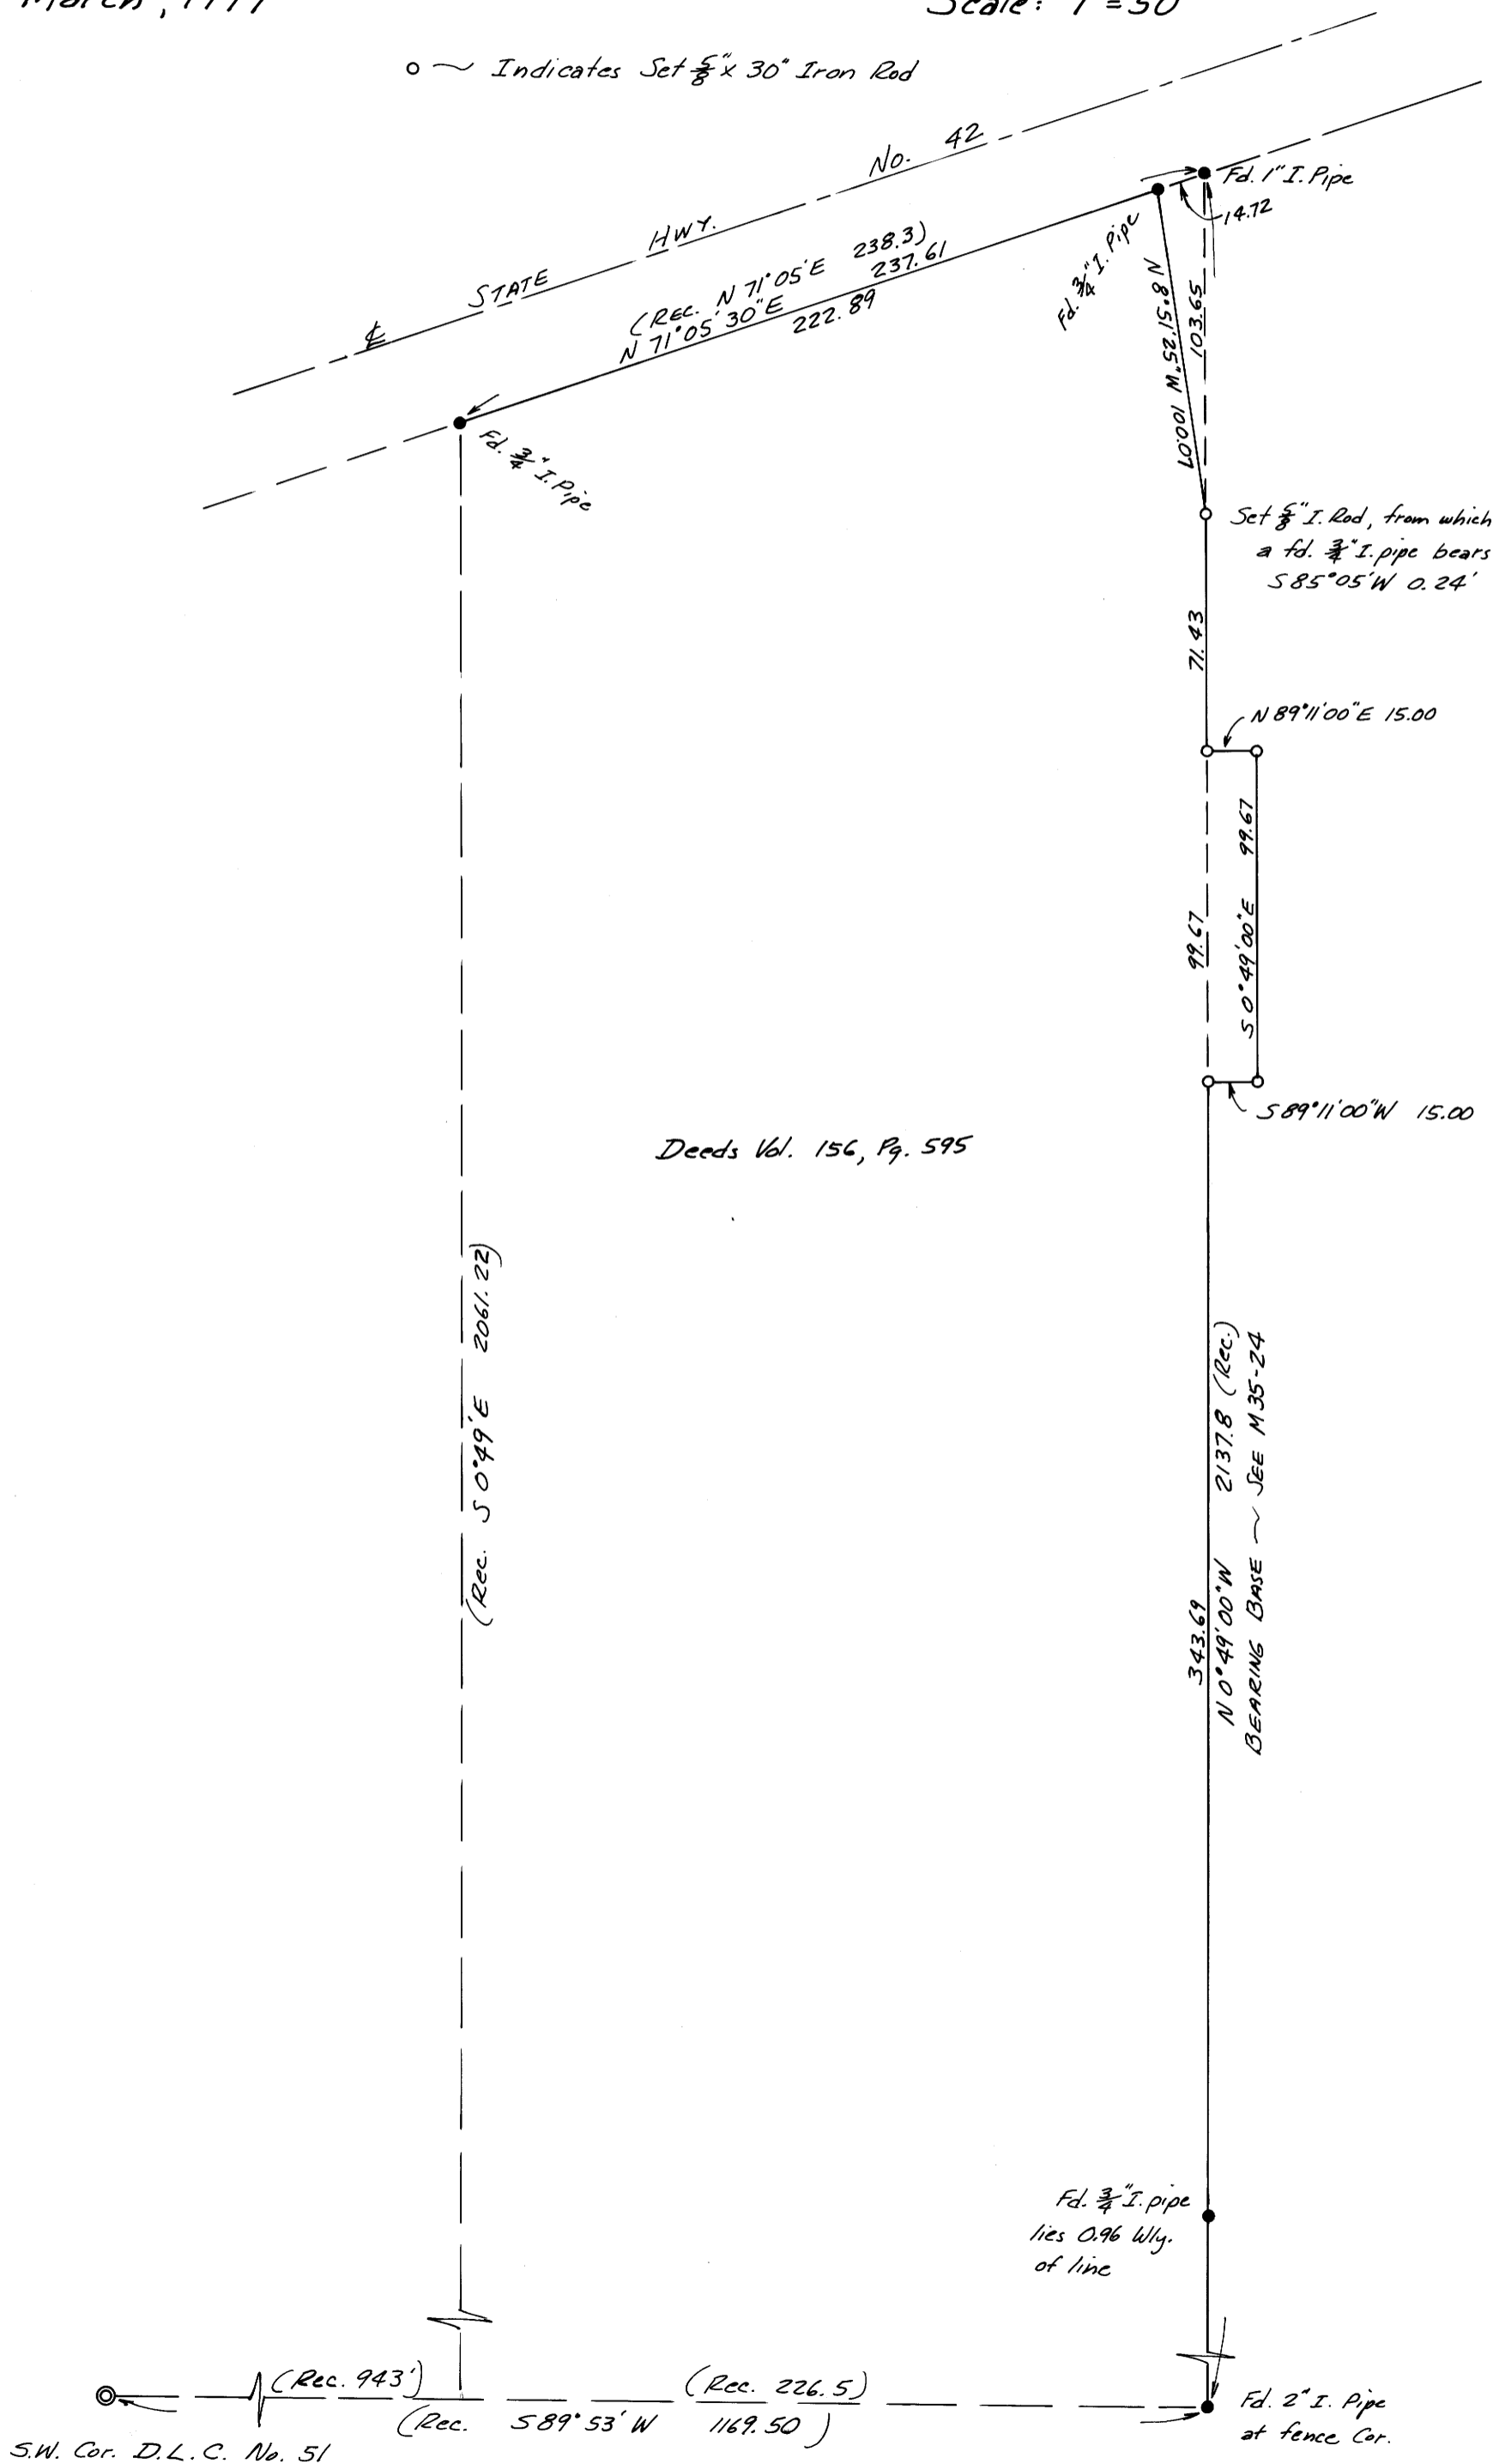 Scale: 1"=50'
o ~ Indicates Set 5/8" x 30" Iron Rod
℄ STATE HWY. No. 42
Fd. 1" I. Pipe
14.72
(REC. N 71°05'E 238.3)
N 71°05'30"E 237.61
222.89
Fd. 3/4" I. Pipe
N 8°51'25"W 100.07
103.65
Fd. 3/4" I. Pipe
Set 5/8" I. Rod, from which
a fd. 3/4" I. pipe bears
S 85°05'W 0.24'
71.43
N 89°11'00"E 15.00
99.67
S 0°49'00"E 99.67
S 89°11'00"W 15.00
Deeds Vol. 156, Pg. 595
(Rec. S 0°49'E 2061.22)
343.69
N 0°49'00"W 2137.8 (Rec.)
BEARING BASE ~ SEE M35-24
Fd. 3/4" I. pipe
lies 0.96 Wly.
of line
(Rec. 943')
(Rec. 226.5)
(Rec. S 89°53'W 1169.50)
Fd. 2" I. Pipe
at fence Cor.
S.W. Cor. D.L.C. No. 51